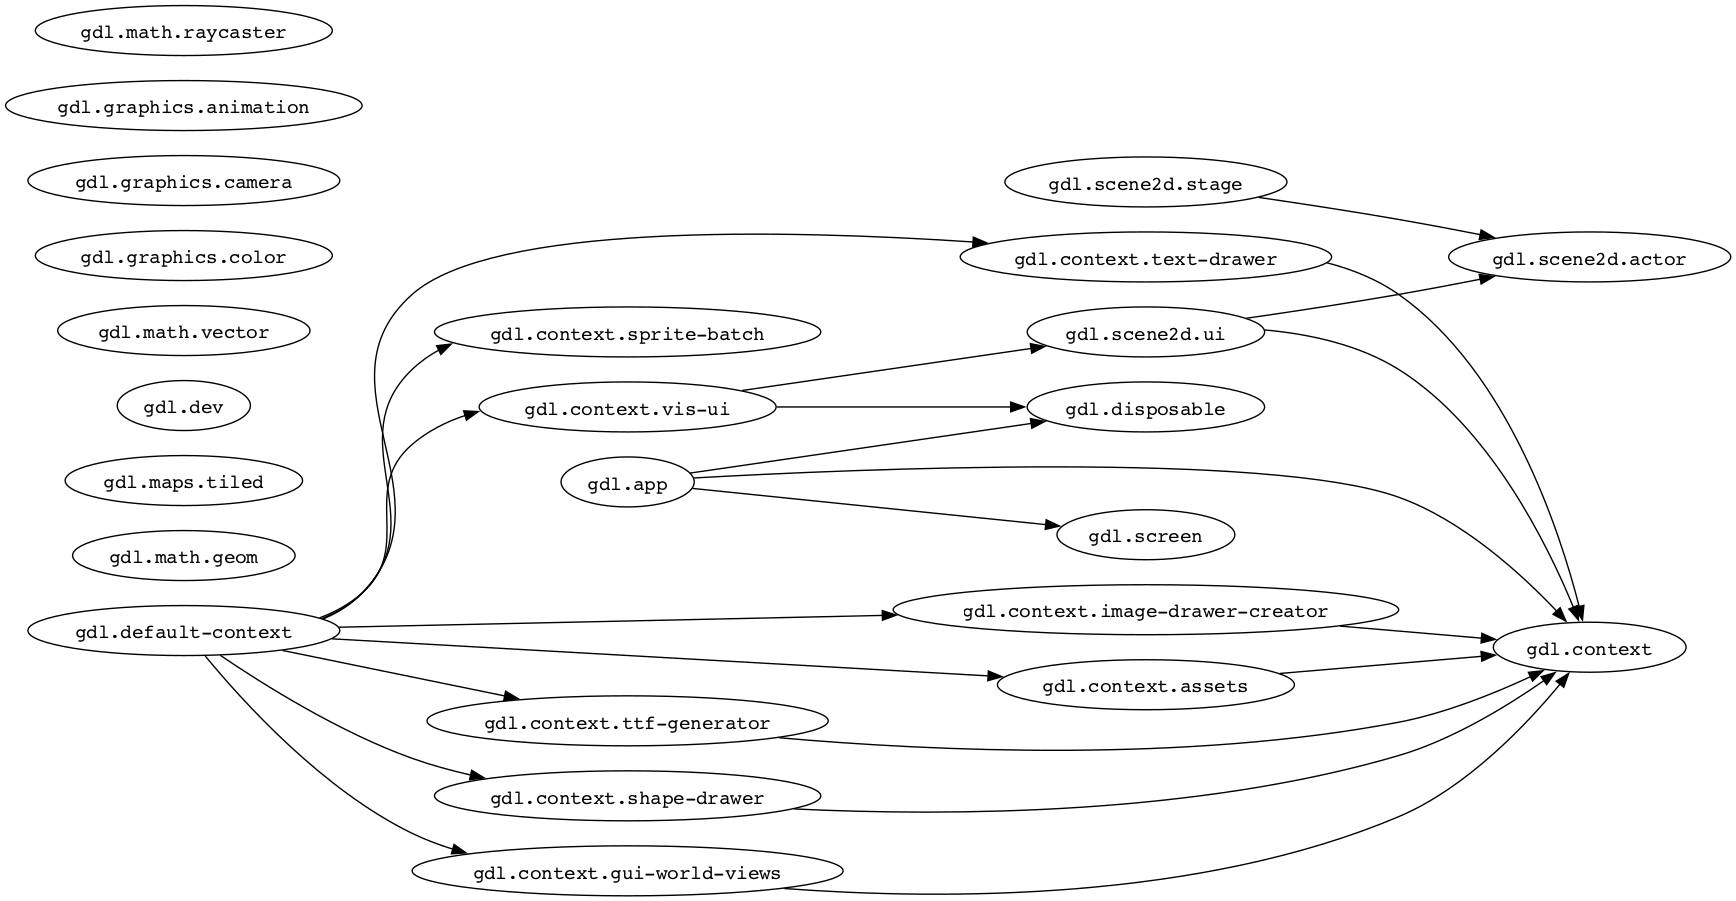 gdl.math.raycaster
gdl.graphics.animation
gdl.graphics.camera
gdl.graphics.color
gdl.math.vector
gdl.dev
gdl.maps.tiled
gdl.math.geom
gdl.default-context
gdl.context.sprite-batch
gdl.context.vis-ui
gdl.app
gdl.context.ttf-generator
gdl.context.shape-drawer
gdl.context.gui-world-views
gdl.scene2d.stage
gdl.context.text-drawer
gdl.scene2d.ui
gdl.disposable
gdl.screen
gdl.context.image-drawer-creator
gdl.context.assets
gdl.scene2d.actor
gdl.context